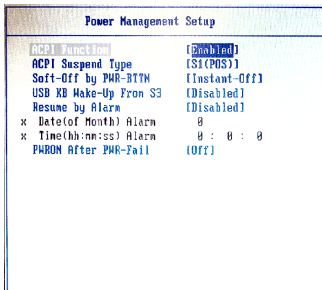 Power Management Setup
ACPI Function [Enabled]
ACPI Suspend Type [S1(POS)]
Soft-Off by PWR-BTTN [Instant-Off]
USB KB Wake-Up From S3 [Disabled]
Resume by Alarm [Disabled]
x Date(of Month) Alarm 0
x Time(hh:mm:ss) Alarm 0 : 0 : 0
PWRON After PWR-Fail [Off]